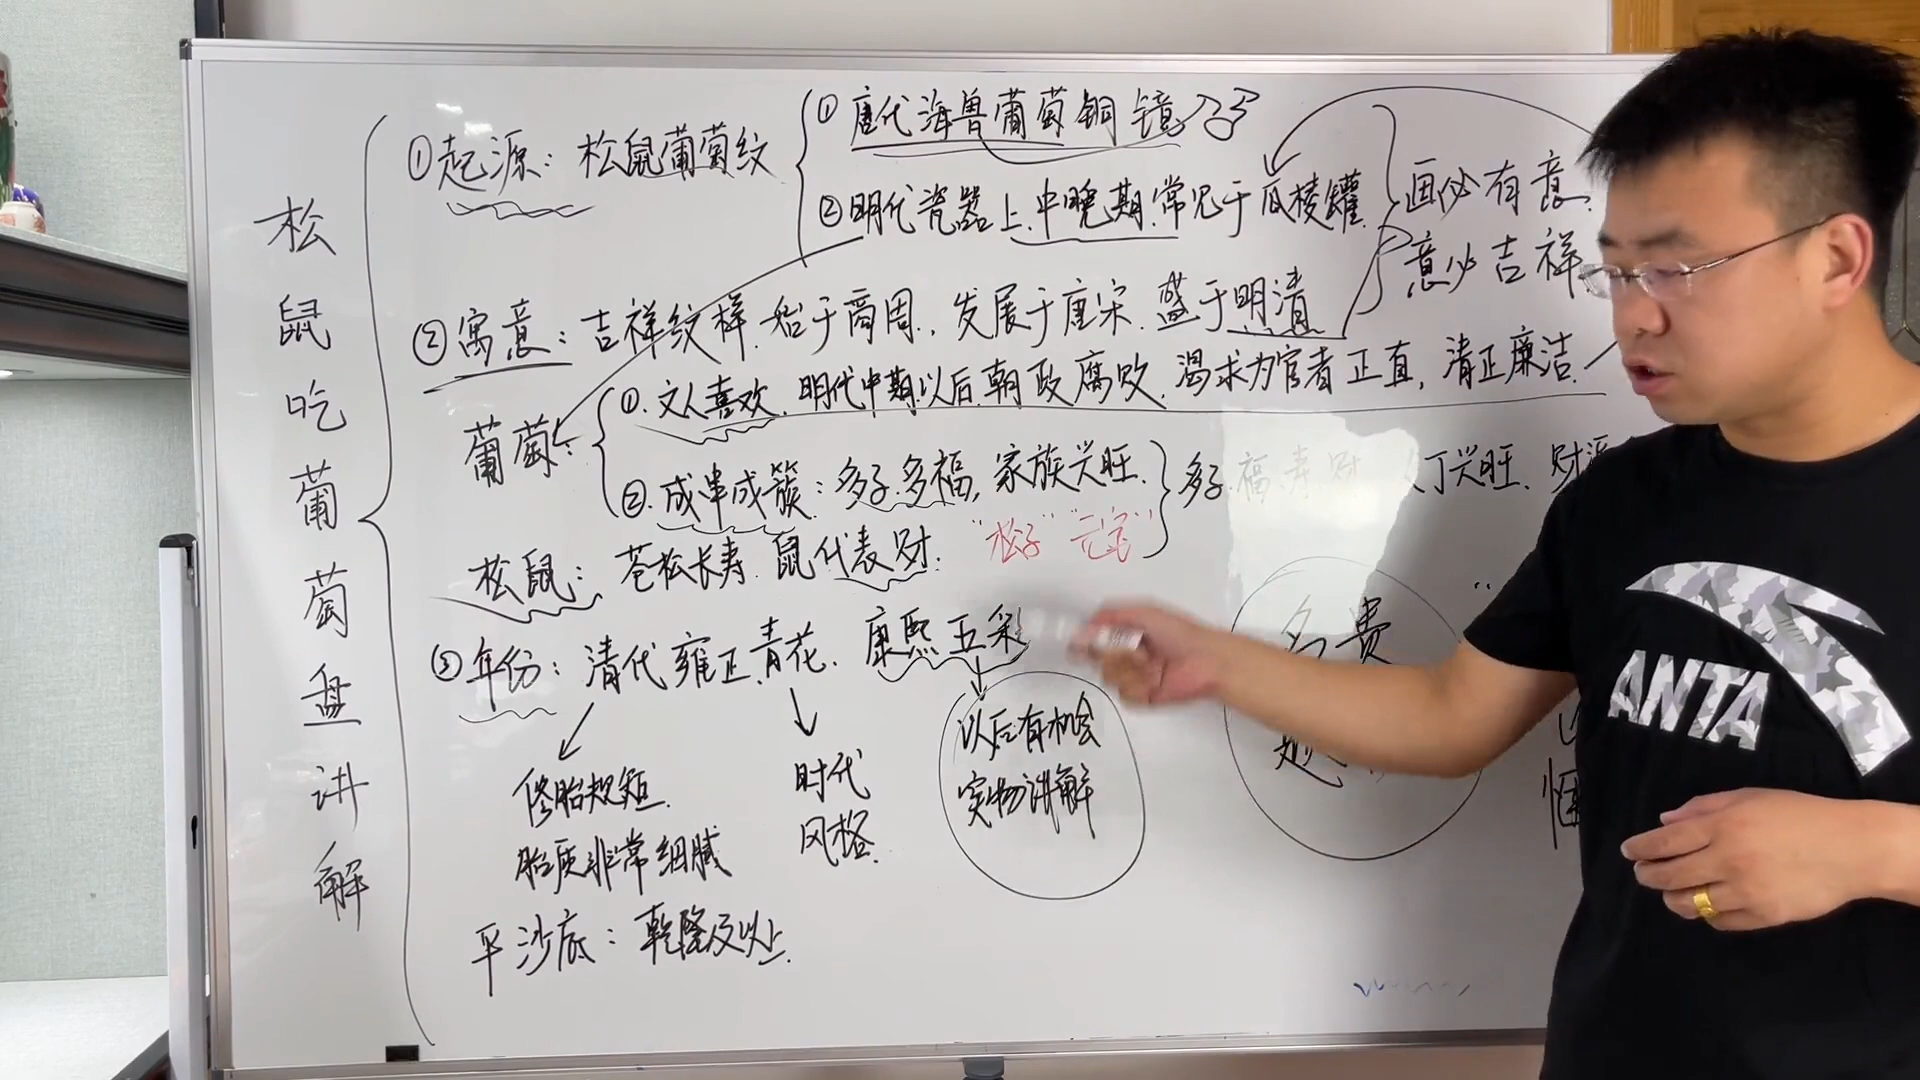 松鼠吃葡萄盘讲解
①起源：松鼠葡萄纹
①唐代海兽葡萄铜镜
②明代瓷器上.中晚期.常见于瓜棱罐.
画必有意.
意必吉祥
②寓意：吉祥纹样.始于商周.，发展于唐宋.盛于明清
葡萄：
①.文人喜欢.明代中期以后.朝政腐败.渴求为官者正直，清正廉洁.
②.成串成簇：多子.多福，家族兴旺.
多子.福寿财 人丁兴旺.财源
松鼠：苍松长寿.鼠代表财.
"松子""元宝"
③年份：清代雍正.青花.康熙五彩
修胎规矩.
胎质非常细腻
时代
风格.
以后有机会
实物讲解
平沙底：乾隆及以上.
贵
ANTA